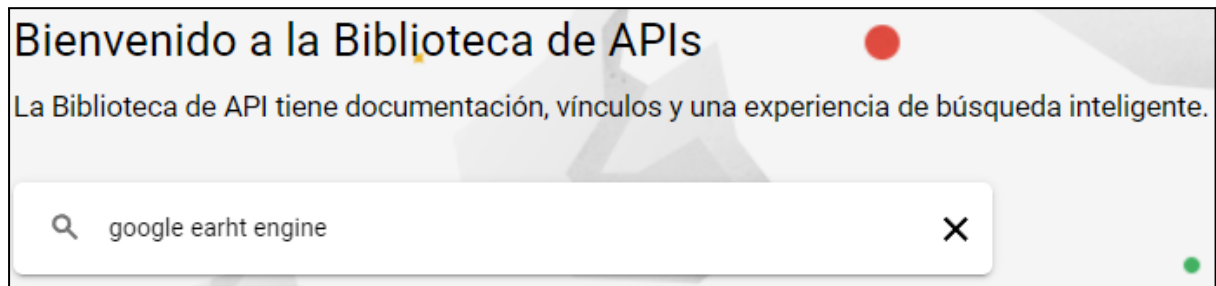 Bienvenido a la Biblioteca de APIs
La Biblioteca de API tiene documentación, vínculos y una experiencia de búsqueda inteligente.
google earht engine